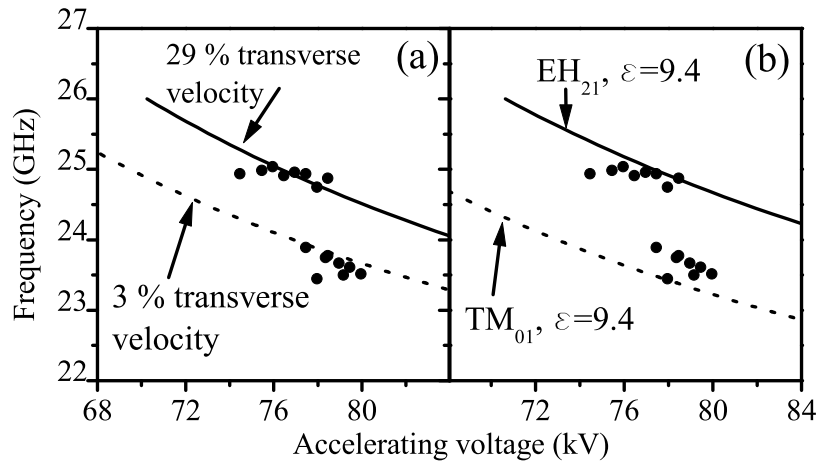 27
26
25
24
23
22
Frequency (GHz)
29 % transverse
velocity
(a)
3 % transverse
velocity
68
72
76
80
EH₂₁, ε=9.4
(b)
TM₀₁, ε=9.4
72
76
80
84
Accelerating voltage (kV)